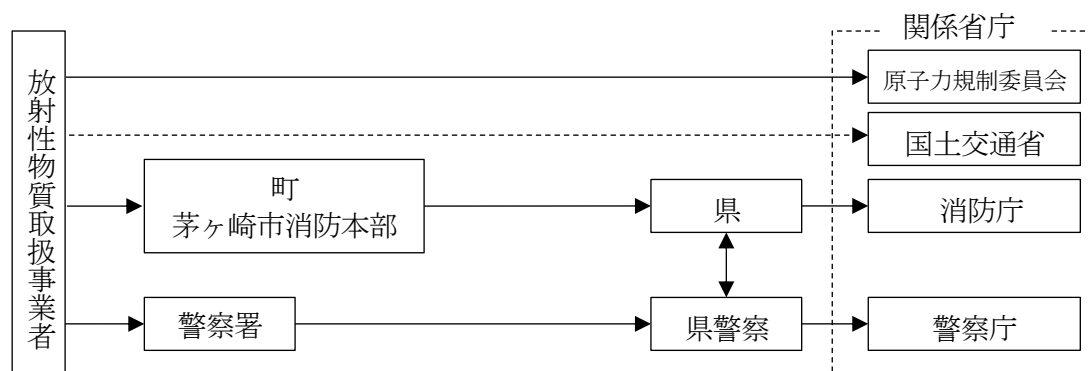 関係省庁
放射性物質取扱事業者
原子力規制委員会
国土交通省
町
茅ヶ崎市消防本部
県
消防庁
警察署
県警察
警察庁